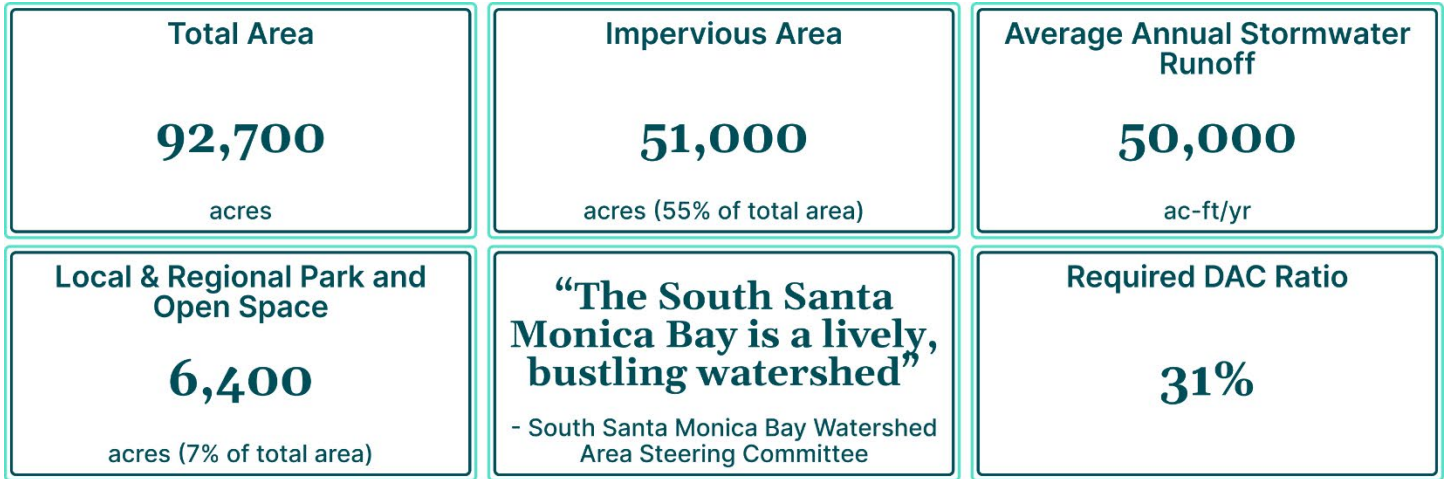 Total Area
92,700
acres
Impervious Area
51,000
acres (55% of total area)
Average Annual Stormwater
Runoff
50,000
ac-ft/yr
Local & Regional Park and
Open Space
6,400
acres (7% of total area)
“The South Santa
Monica Bay is a lively,
bustling watershed”
- South Santa Monica Bay Watershed
Area Steering Committee
Required DAC Ratio
31%